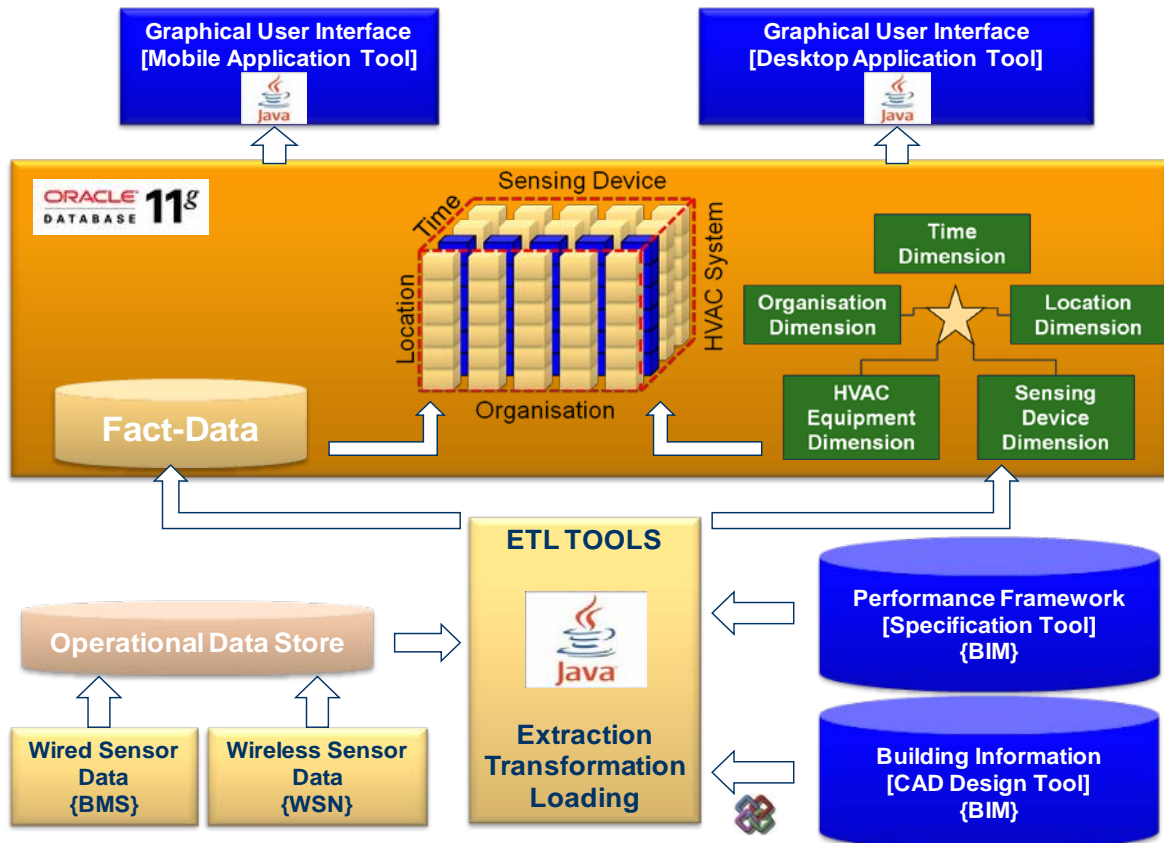 Graphical User Interface
[Mobile Application Tool]
Java
Graphical User Interface
[Desktop Application Tool]
Java
ORACLE
DATABASE 11g
Sensing Device
Time
Location
HVAC System
Organisation
Time
Dimension
Organisation
Dimension
Location
Dimension
HVAC
Equipment
Dimension
Sensing
Device
Dimension
Fact-Data
ETL TOOLS
Java
Extraction
Transformation
Loading
Operational Data Store
Wired Sensor
Data
{BMS}
Wireless Sensor
Data
{WSN}
Performance Framework
[Specification Tool]
{BIM}
Building Information
[CAD Design Tool]
{BIM}